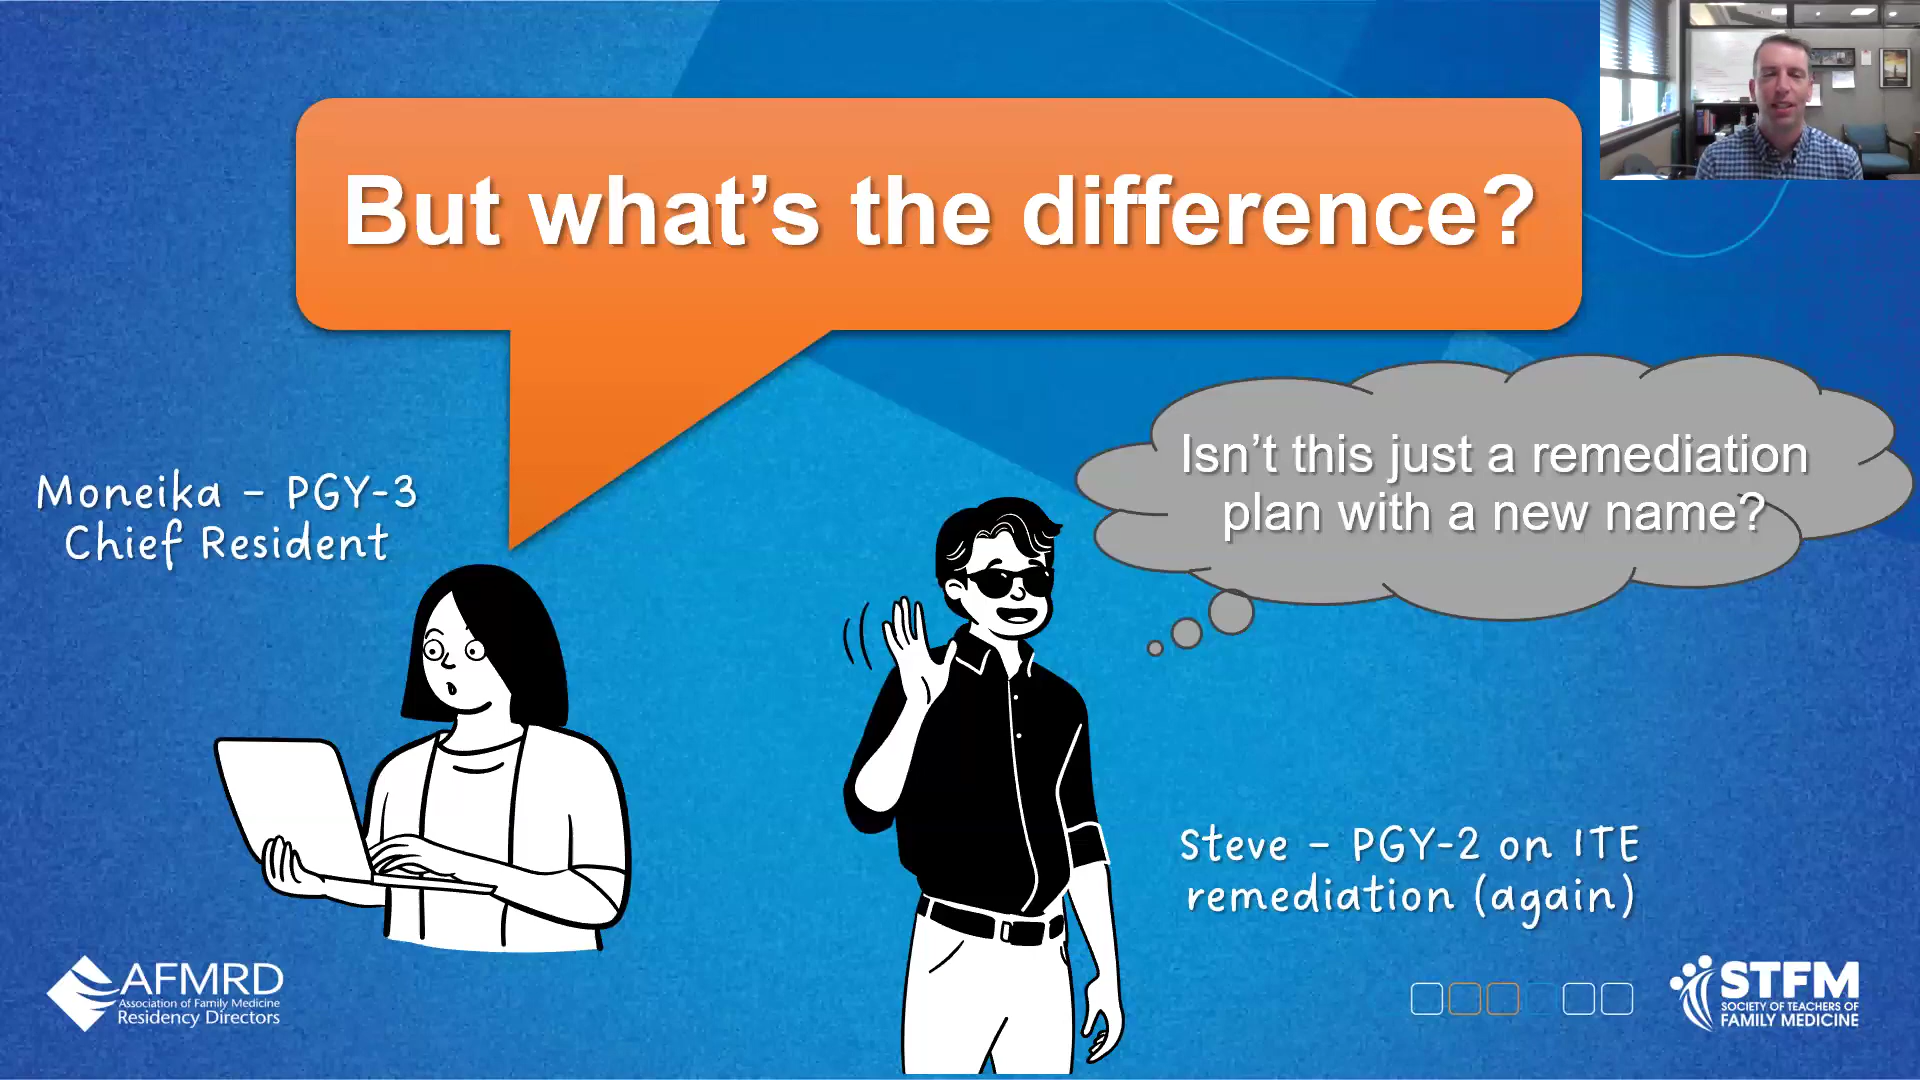 But what’s the difference?
Isn’t this just a remediation
plan with a new name?
Moneika – PGY-3
Chief Resident
Steve – PGY-2 on ITE
remediation (again)
AFMRD
Association of Family Medicine
Residency Directors
STFM
SOCIETY OF TEACHERS OF
FAMILY MEDICINE